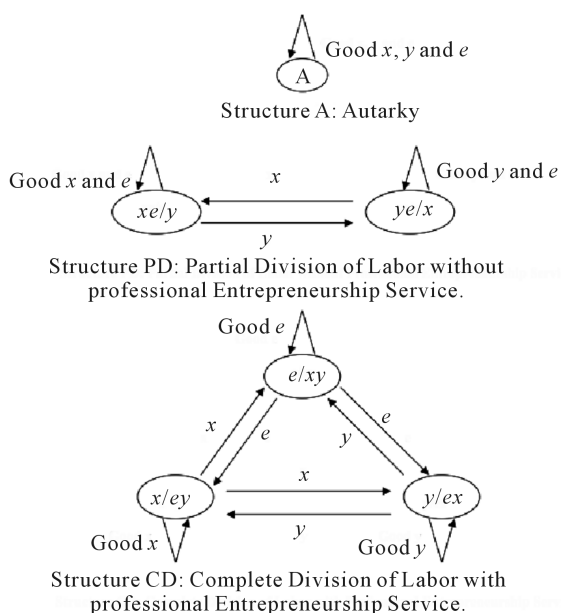 Good x, y and e
A
Structure A: Autarky
Good x and e
x
Good y and e
xe/y
ye/x
y
Structure PD: Partial Division of Labor without
professional Entrepreneurship Service.
Good e
e/xy
x
e
y
e
x/ey
x
y/ex
y
Good x
Good y
Structure CD: Complete Division of Labor with
professional Entrepreneurship Service.